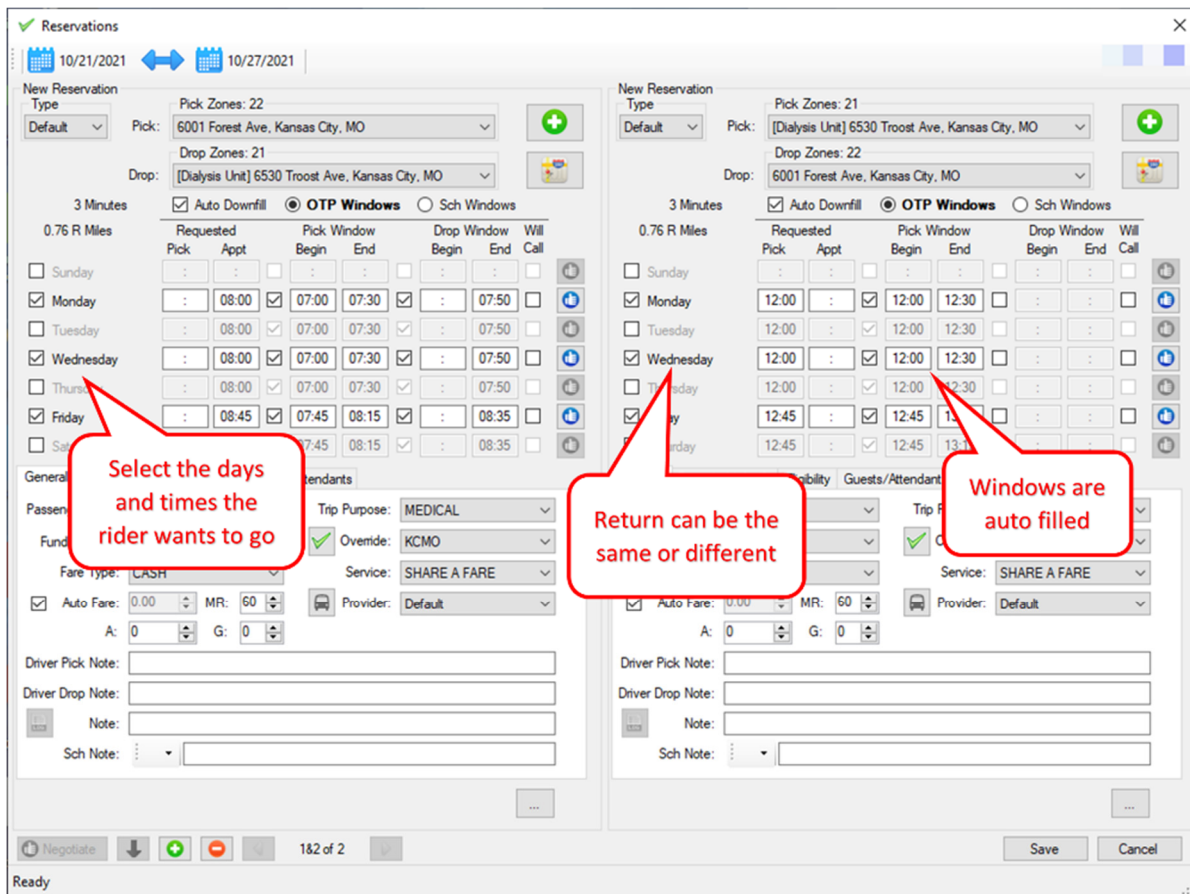 Reservations
10/21/2021 10/27/2021
New Reservation
Type
Default
Pick Zones: 22
Pick: 6001 Forest Ave, Kansas City, MO
Drop Zones: 21
Drop: [Dialysis Unit] 6530 Troost Ave, Kansas City, MO
3 Minutes Auto Downfill OTP Windows Sch Windows
0.76 R Miles Requested Pick Window Drop Window Will
Pick Appt Begin End Begin End Call
Sunday : : : : : :
Monday : 08:00 07:00 07:30 : 07:50
Tuesday : 08:00 07:00 07:30 : 07:50
Wednesday : 08:00 07:00 07:30 : 07:50
Thursday : 08:00 07:00 07:30 : 07:50
Friday : 08:45 07:45 08:15 : 08:35
07:45 08:15 : 08:35
Select the days
and times the
rider wants to go
General
Trip Purpose: MEDICAL
Override: KCMO
Fare Type: CASH Service: SHARE A FARE
Auto Fare: 0.00 MR: 60 Provider: Default
A: 0 G: 0
Driver Pick Note:
Driver Drop Note:
Note:
Sch Note:
...
New Reservation
Type
Default
Pick Zones: 21
Pick: [Dialysis Unit] 6530 Troost Ave, Kansas City, MO
Drop Zones: 22
Drop: 6001 Forest Ave, Kansas City, MO
3 Minutes Auto Downfill OTP Windows Sch Windows
0.76 R Miles Requested Pick Window Drop Window Will
Pick Appt Begin End Begin End Call
Sunday : : : : : :
Monday 12:00 : 12:00 12:30 : :
Tuesday 12:00 : 12:00 12:30 : :
Wednesday 12:00 : 12:00 12:30 : :
12:00 : 12:00 12:30 : :
12:45 : 12:45 : :
12:45 : 12:45 : :
Return can be the
same or different
Windows are
auto filled
Guests/Attendant
Service: SHARE A FARE
Auto Fare: 0.00 MR: 60 Provider: Default
A: 0 G: 0
Driver Pick Note:
Driver Drop Note:
Note:
Sch Note:
...
Negotiate 1&2 of 2 Save Cancel
Ready